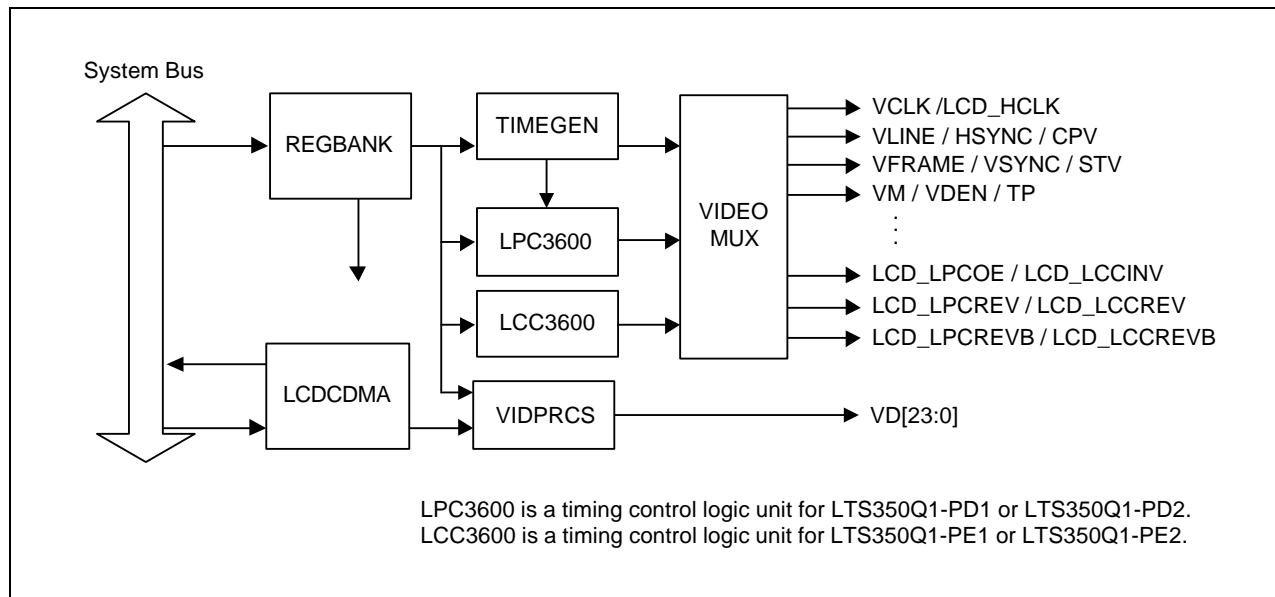 System Bus
REGBANK
TIMEGEN
LPC3600
LCC3600
LCDCDMA
VIDPRCS
VIDEO
MUX
VCLK /LCD_HCLK
VLINE / HSYNC / CPV
VFRAME / VSYNC / STV
VM / VDEN / TP
LCD_LPCOE / LCD_LCCINV
LCD_LPCREV / LCD_LCCREV
LCD_LPCREVB / LCD_LCCREVB
VD[23:0]
LPC3600 is a timing control logic unit for LTS350Q1-PD1 or LTS350Q1-PD2.
LCC3600 is a timing control logic unit for LTS350Q1-PE1 or LTS350Q1-PE2.